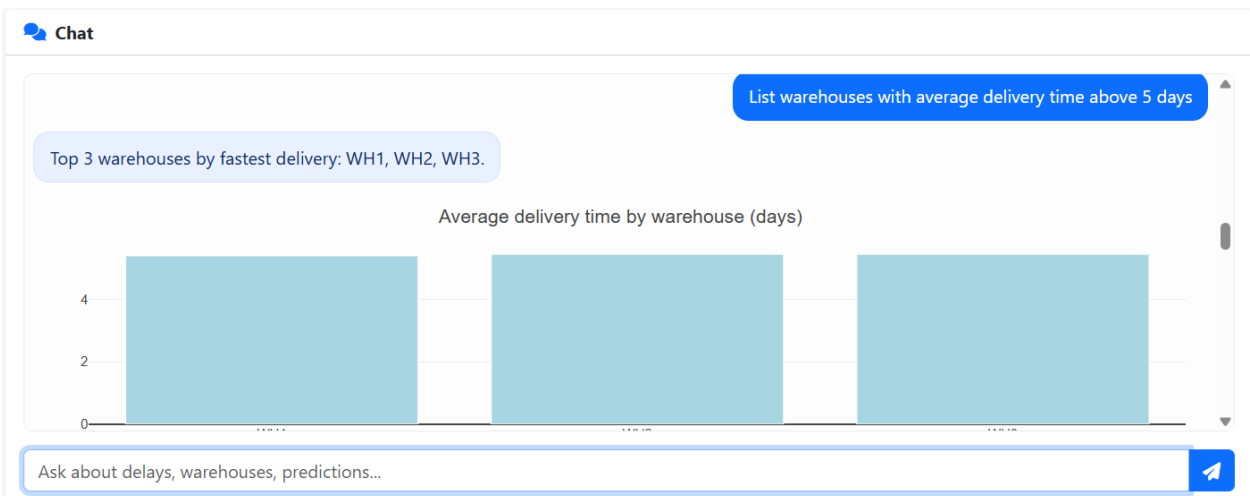 Chat
List warehouses with average delivery time above 5 days
Top 3 warehouses by fastest delivery: WH1, WH2, WH3.
Average delivery time by warehouse (days)
4
2
0
Ask about delays, warehouses, predictions...